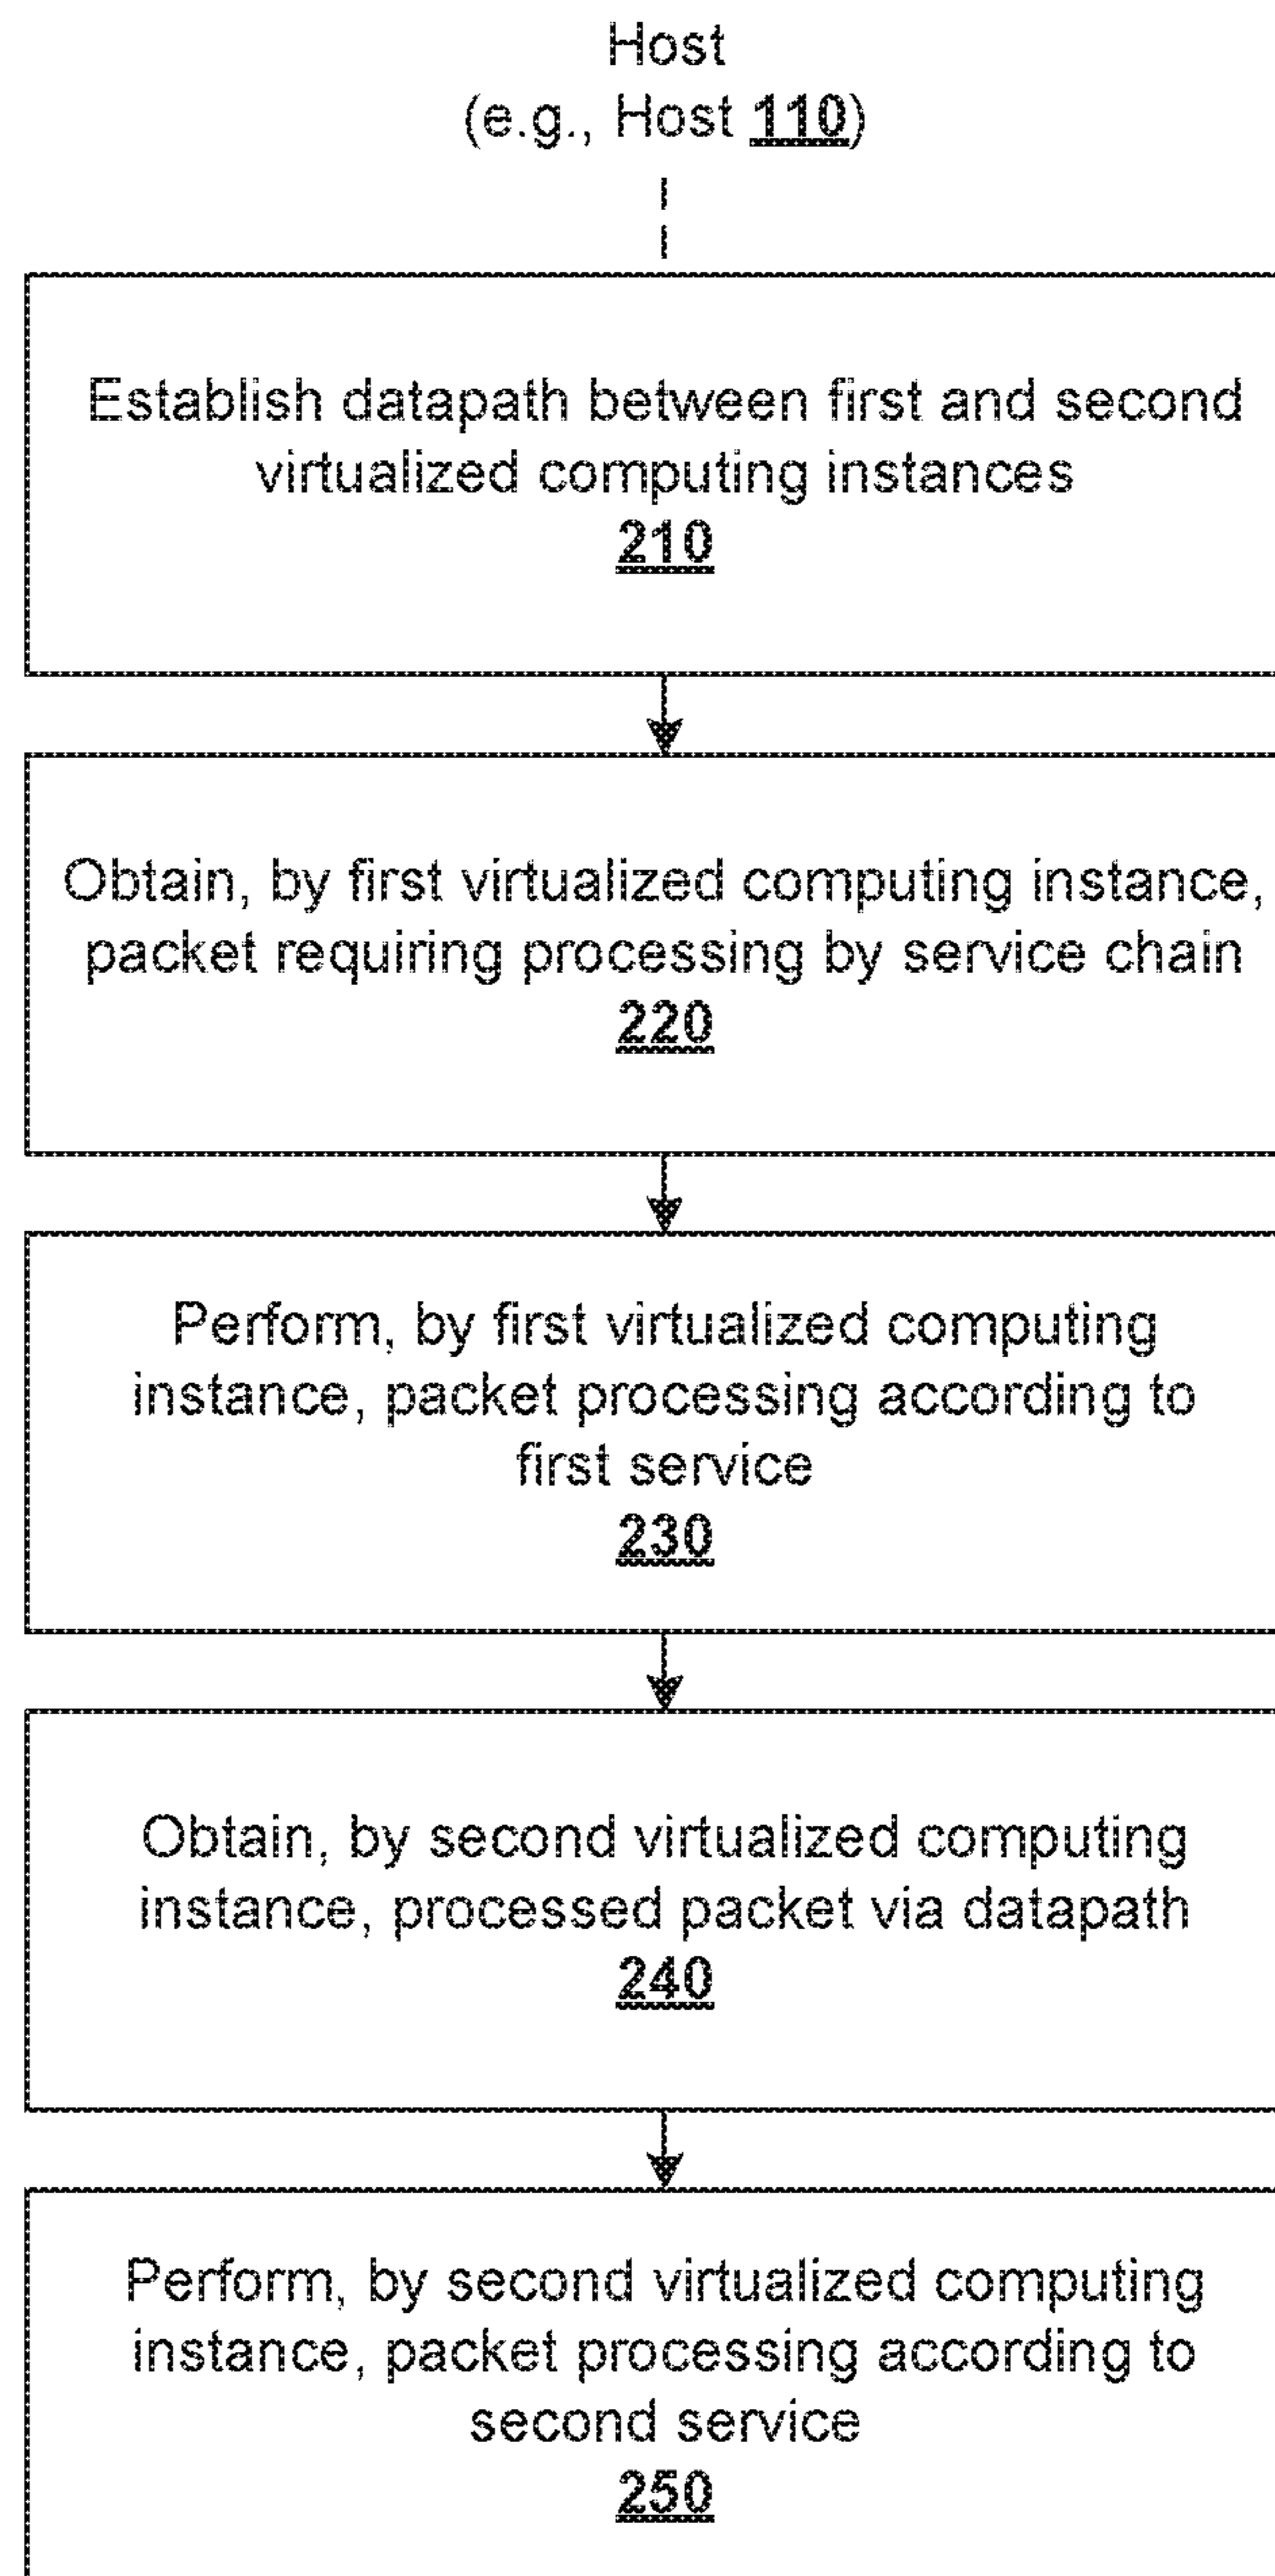 Host
(e.g., Host 110)
Establish datapath between first and second
virtualized computing instances
210
Obtain, by first virtualized computing instance,
packet requiring processing by service chain
220
Perform, by first virtualized computing
instance, packet processing according to
first service
230
Obtain, by second virtualized computing
instance, processed packet via datapath
240
Perform, by second virtualized computing
instance, packet processing according to
second service
250